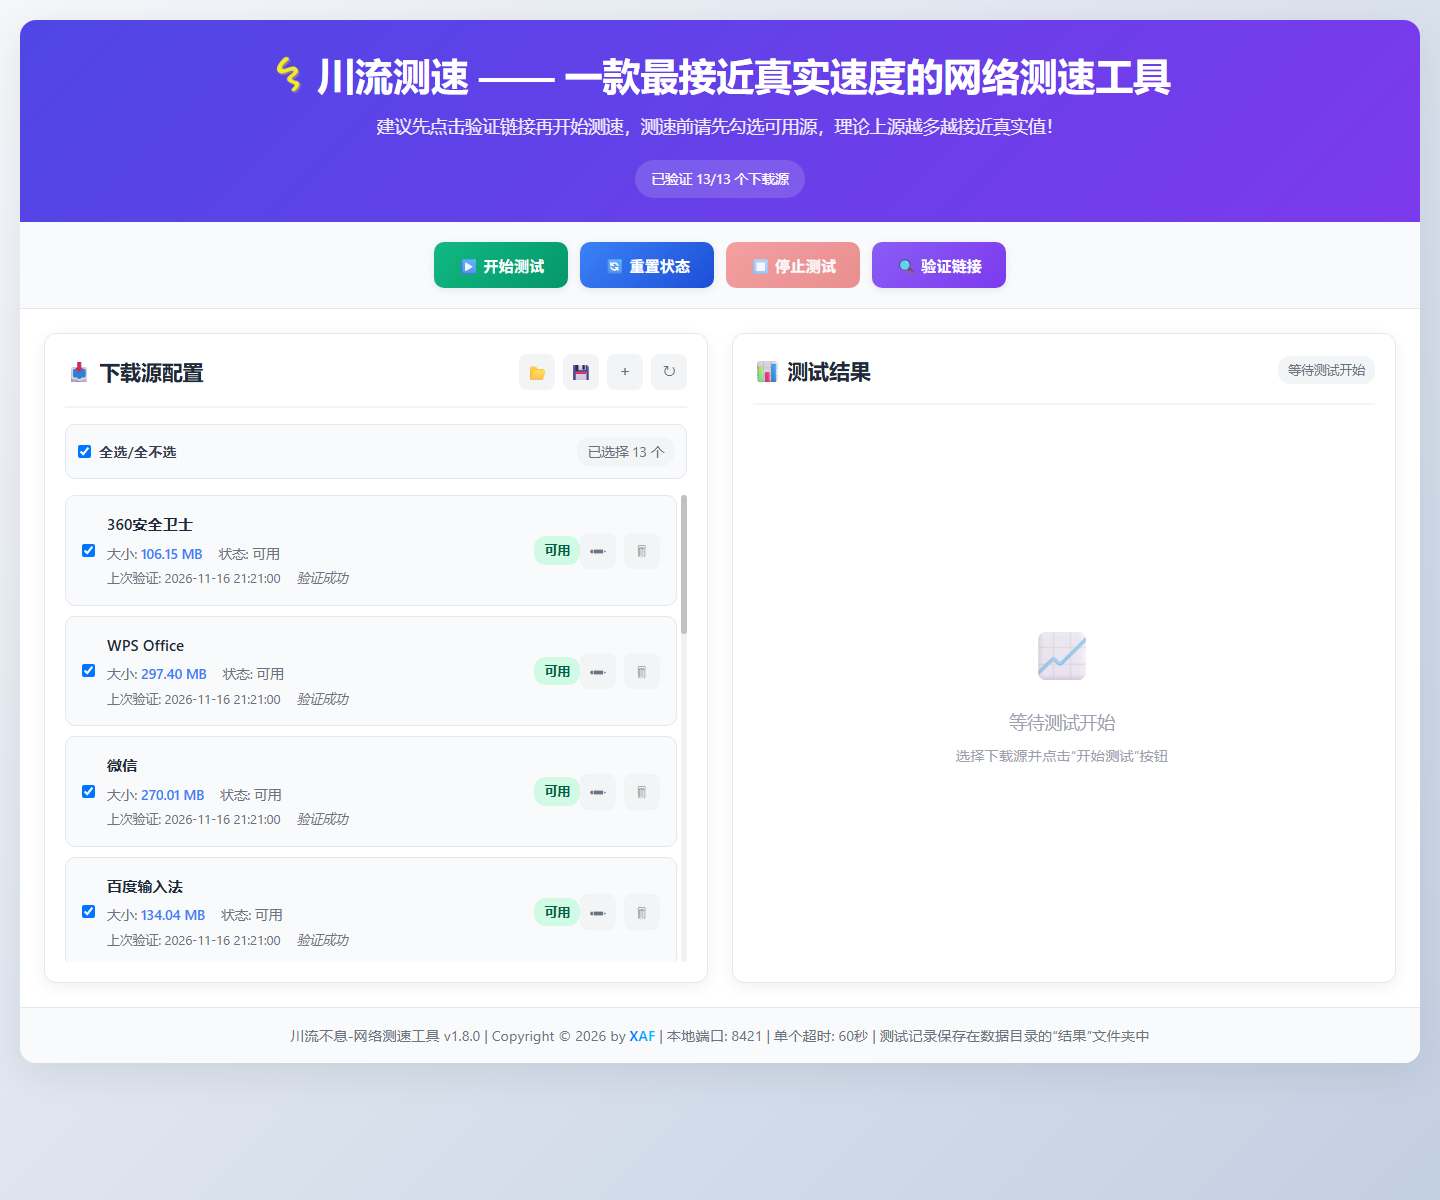 川流测速 —— 一款最接近真实速度的网络测速工具
建议先点击验证链接再开始测速，测速前请先勾选可用源，理论上源越多越接近真实值！
已验证 13/13 个下载源
开始测试
重置状态
停止测试
验证链接
下载源配置
+
↻
全选/全不选
已选择 13 个
360安全卫士
大小: 106.15 MB 状态: 可用
上次验证: 2026-11-16 21:21:00 验证成功
可用
WPS Office
大小: 297.40 MB 状态: 可用
上次验证: 2026-11-16 21:21:00 验证成功
可用
微信
大小: 270.01 MB 状态: 可用
上次验证: 2026-11-16 21:21:00 验证成功
可用
百度输入法
大小: 134.04 MB 状态: 可用
上次验证: 2026-11-16 21:21:00 验证成功
可用
测试结果
等待测试开始
等待测试开始
选择下载源并点击“开始测试”按钮
川流不息-网络测速工具 v1.8.0 | Copyright © 2026 by XAF | 本地端口: 8421 | 单个超时: 60秒 | 测试记录保存在数据目录的“结果”文件夹中